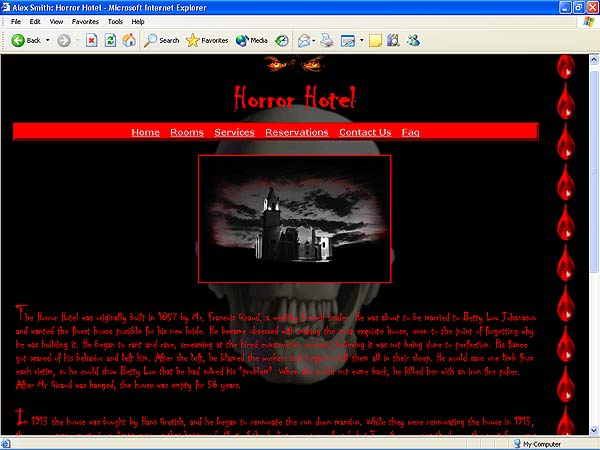 Alex Smith: Horror Hotel - Microsoft Internet Explorer
File Edit View Favorites Tools Help
Back Search Favorites Media
Horror Hotel
Home Rooms Services Reservations Contact Us Faq
The Horror Hotel was originally built in 1857 by Mr. Francois Giraud, a wealthy French trader. He was about to be married to Betty Lou Johanason
and wanted the finest house possible for his new bride. He became obsessed with making the most exquisite house, even to the point of forgetting why
he was building it. He began to rant and rave, screaming at the hired construction workers believing it was not being done to perfection. His fiance
got scared of his behavior and left him. After she left, he blamed the workers and began to kill them all in their sleep. He would save one limb from
each victim, so he could show Betty Lou that he had solved his "problem". When she would not come back, he killed her with an iron fire poker.
After Mr Giraud was hanged, the house was empty for 56 years.
In 1913 the house was bought by Hans Gretish, and he began to renovate the run down mansion. While they were rennovating the house in 1913,
My Computer